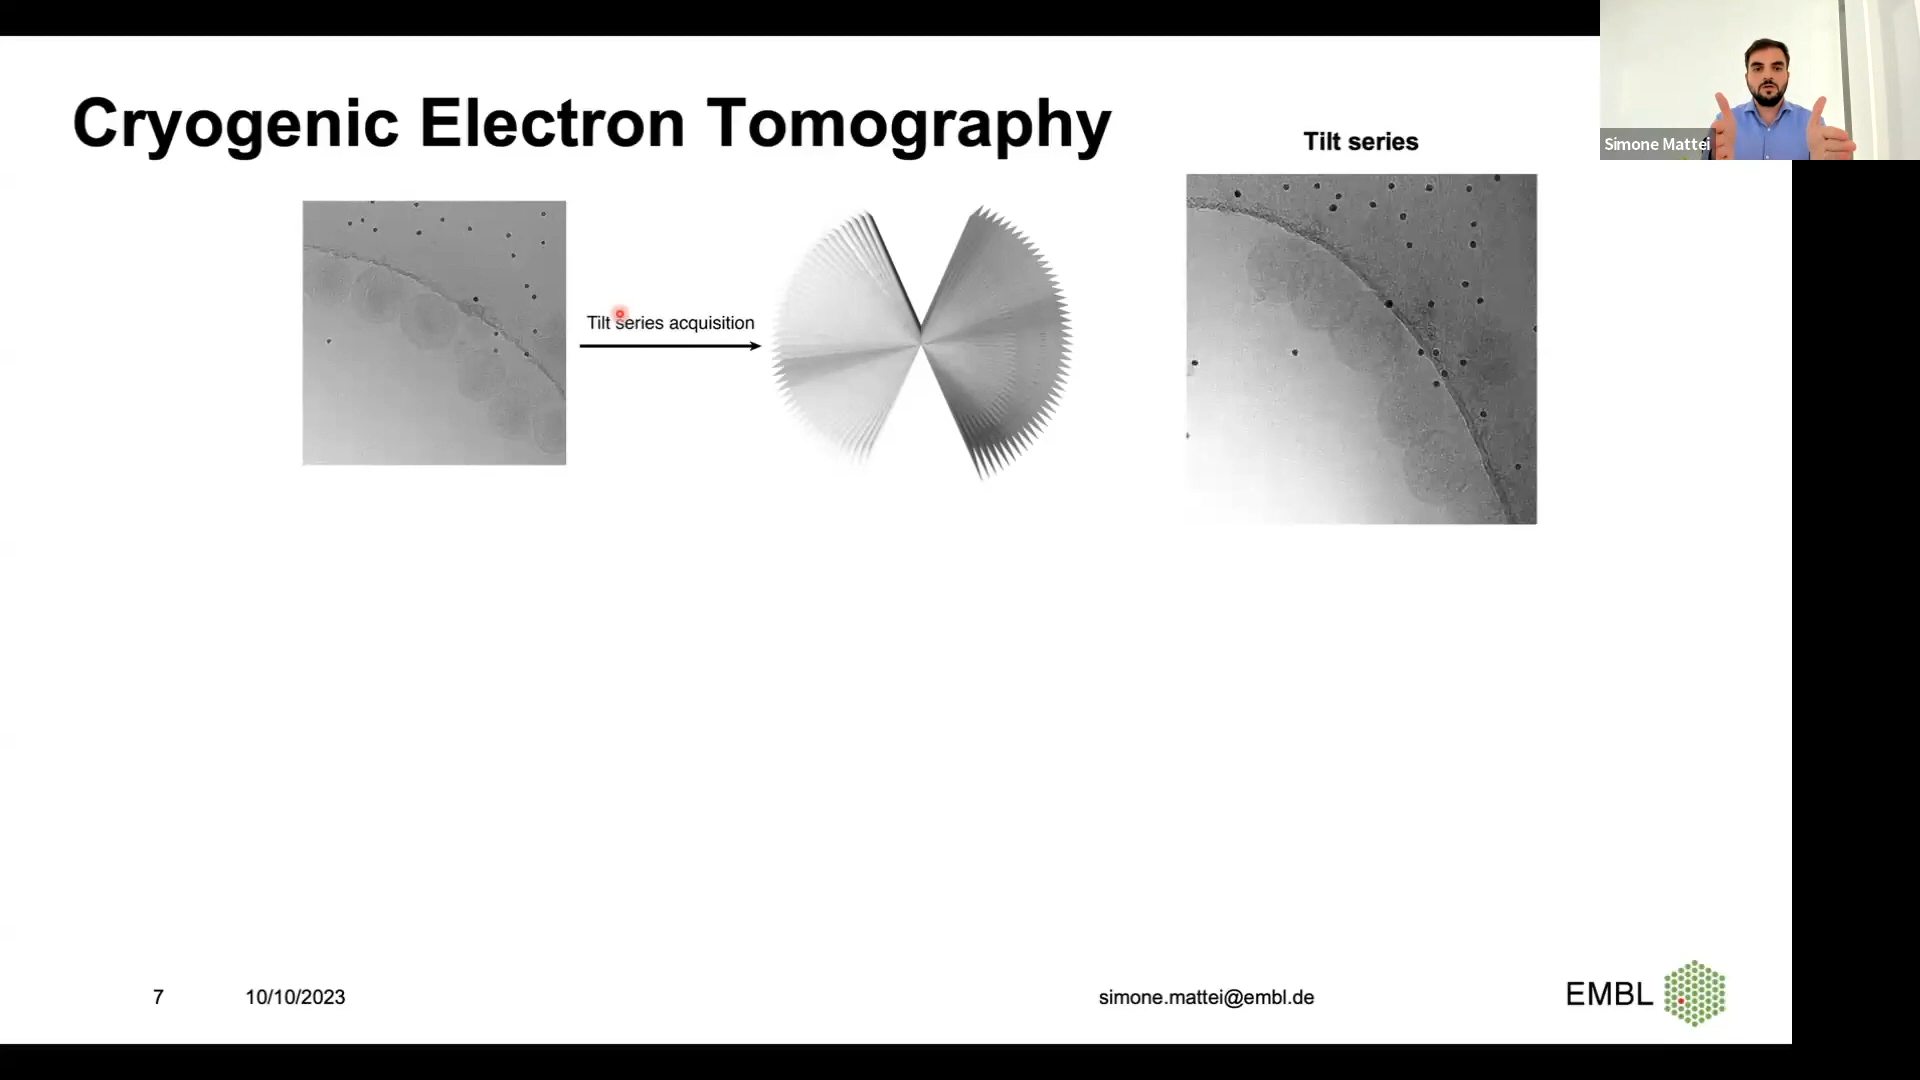 Cryogenic Electron Tomography
Tilt series
Simone Mattei
Tilt series acquisition
7
10/10/2023
simone.mattei@embl.de
EMBL